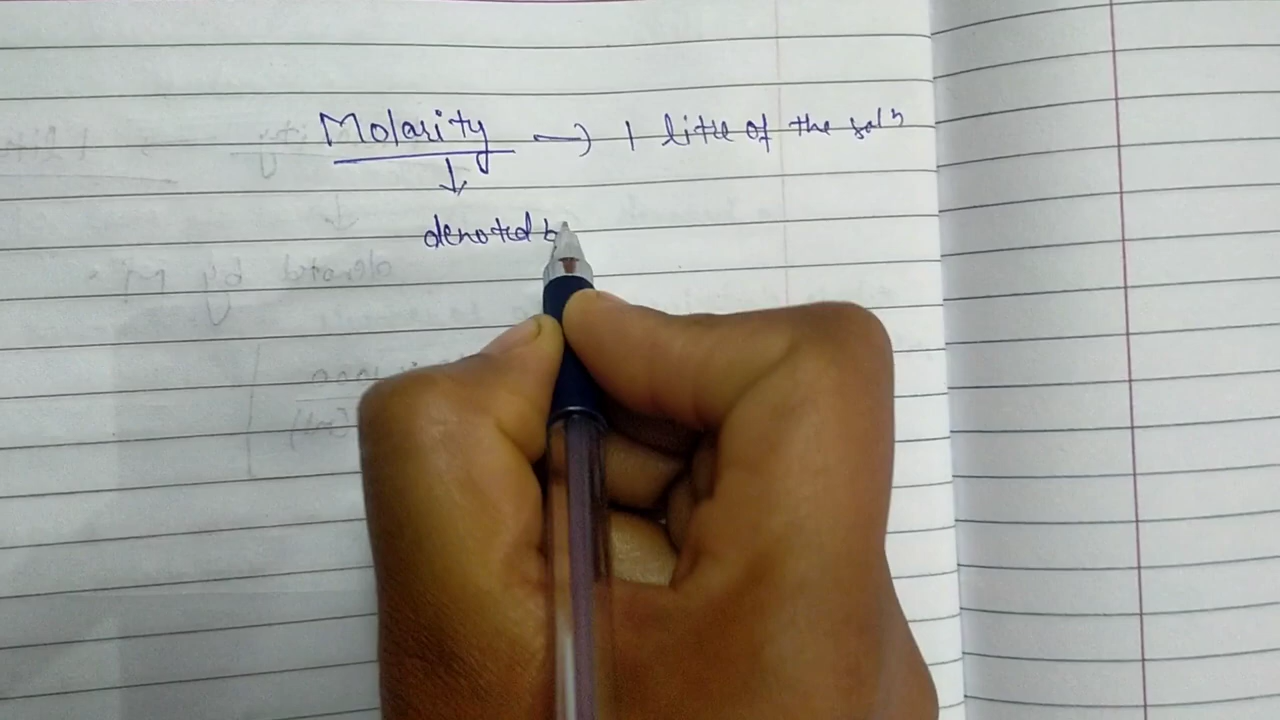 Molarity → 1 litre of the solⁿ
↓
denoted b